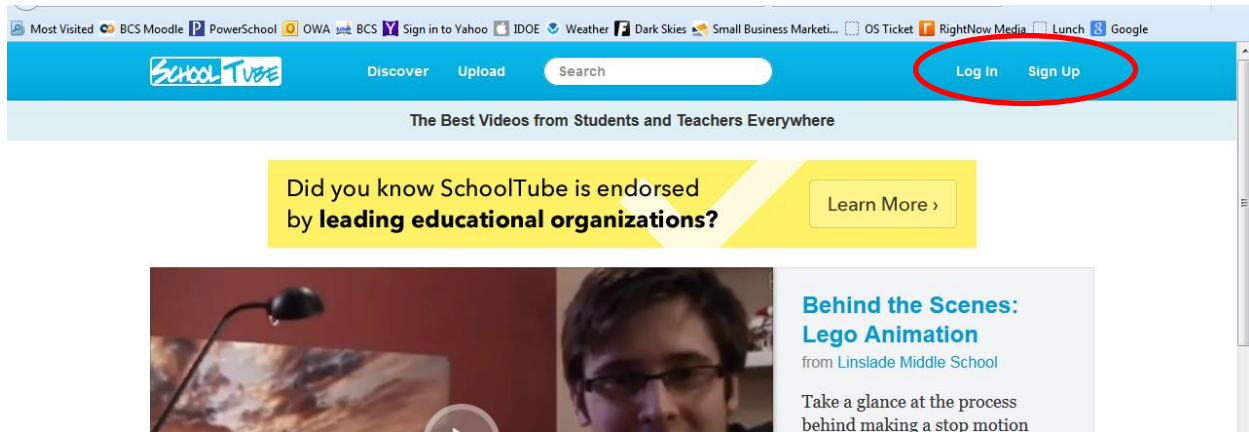 Most Visited BCS Moodle PowerSchool OWA BCS Sign in to Yahoo IDOE Weather Dark Skies Small Business Marketi... OS Ticket RightNow Media Lunch Google
SCHOOL TUBE Discover Upload Search Log In Sign Up
The Best Videos from Students and Teachers Everywhere
Did you know SchoolTube is endorsed
by leading educational organizations?
Learn More ›
Behind the Scenes:
Lego Animation
from Linslade Middle School
Take a glance at the process
behind making a stop motion